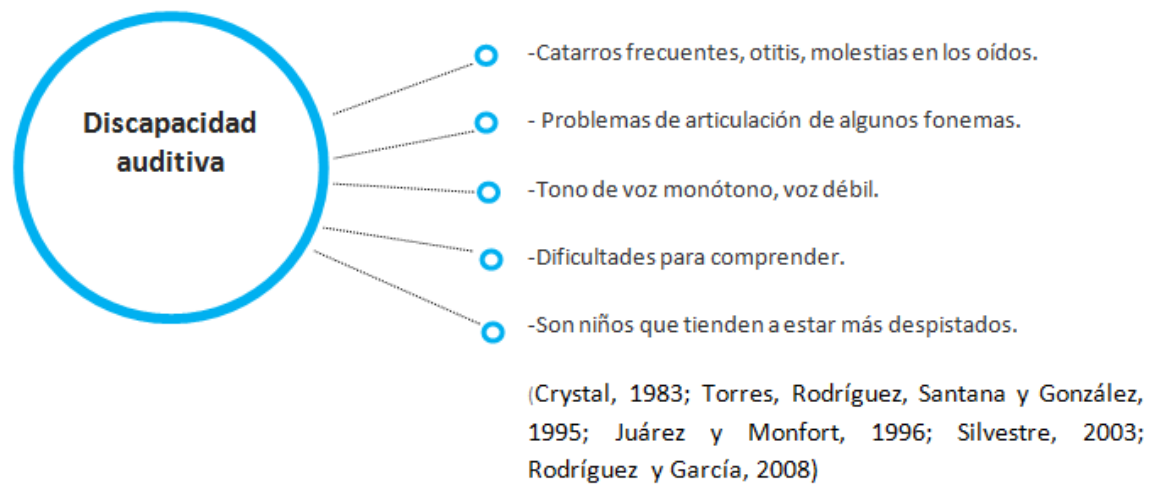 Discapacidad
auditiva
-Catarros frecuentes, otitis, molestias en los oídos.
- Problemas de articulación de algunos fonemas.
-Tono de voz monótono, voz débil.
-Dificultades para comprender.
-Son niños que tienden a estar más despistados.
(Crystal, 1983; Torres, Rodríguez, Santana y González,
1995; Juárez y Monfort, 1996; Silvestre, 2003;
Rodríguez y García, 2008)